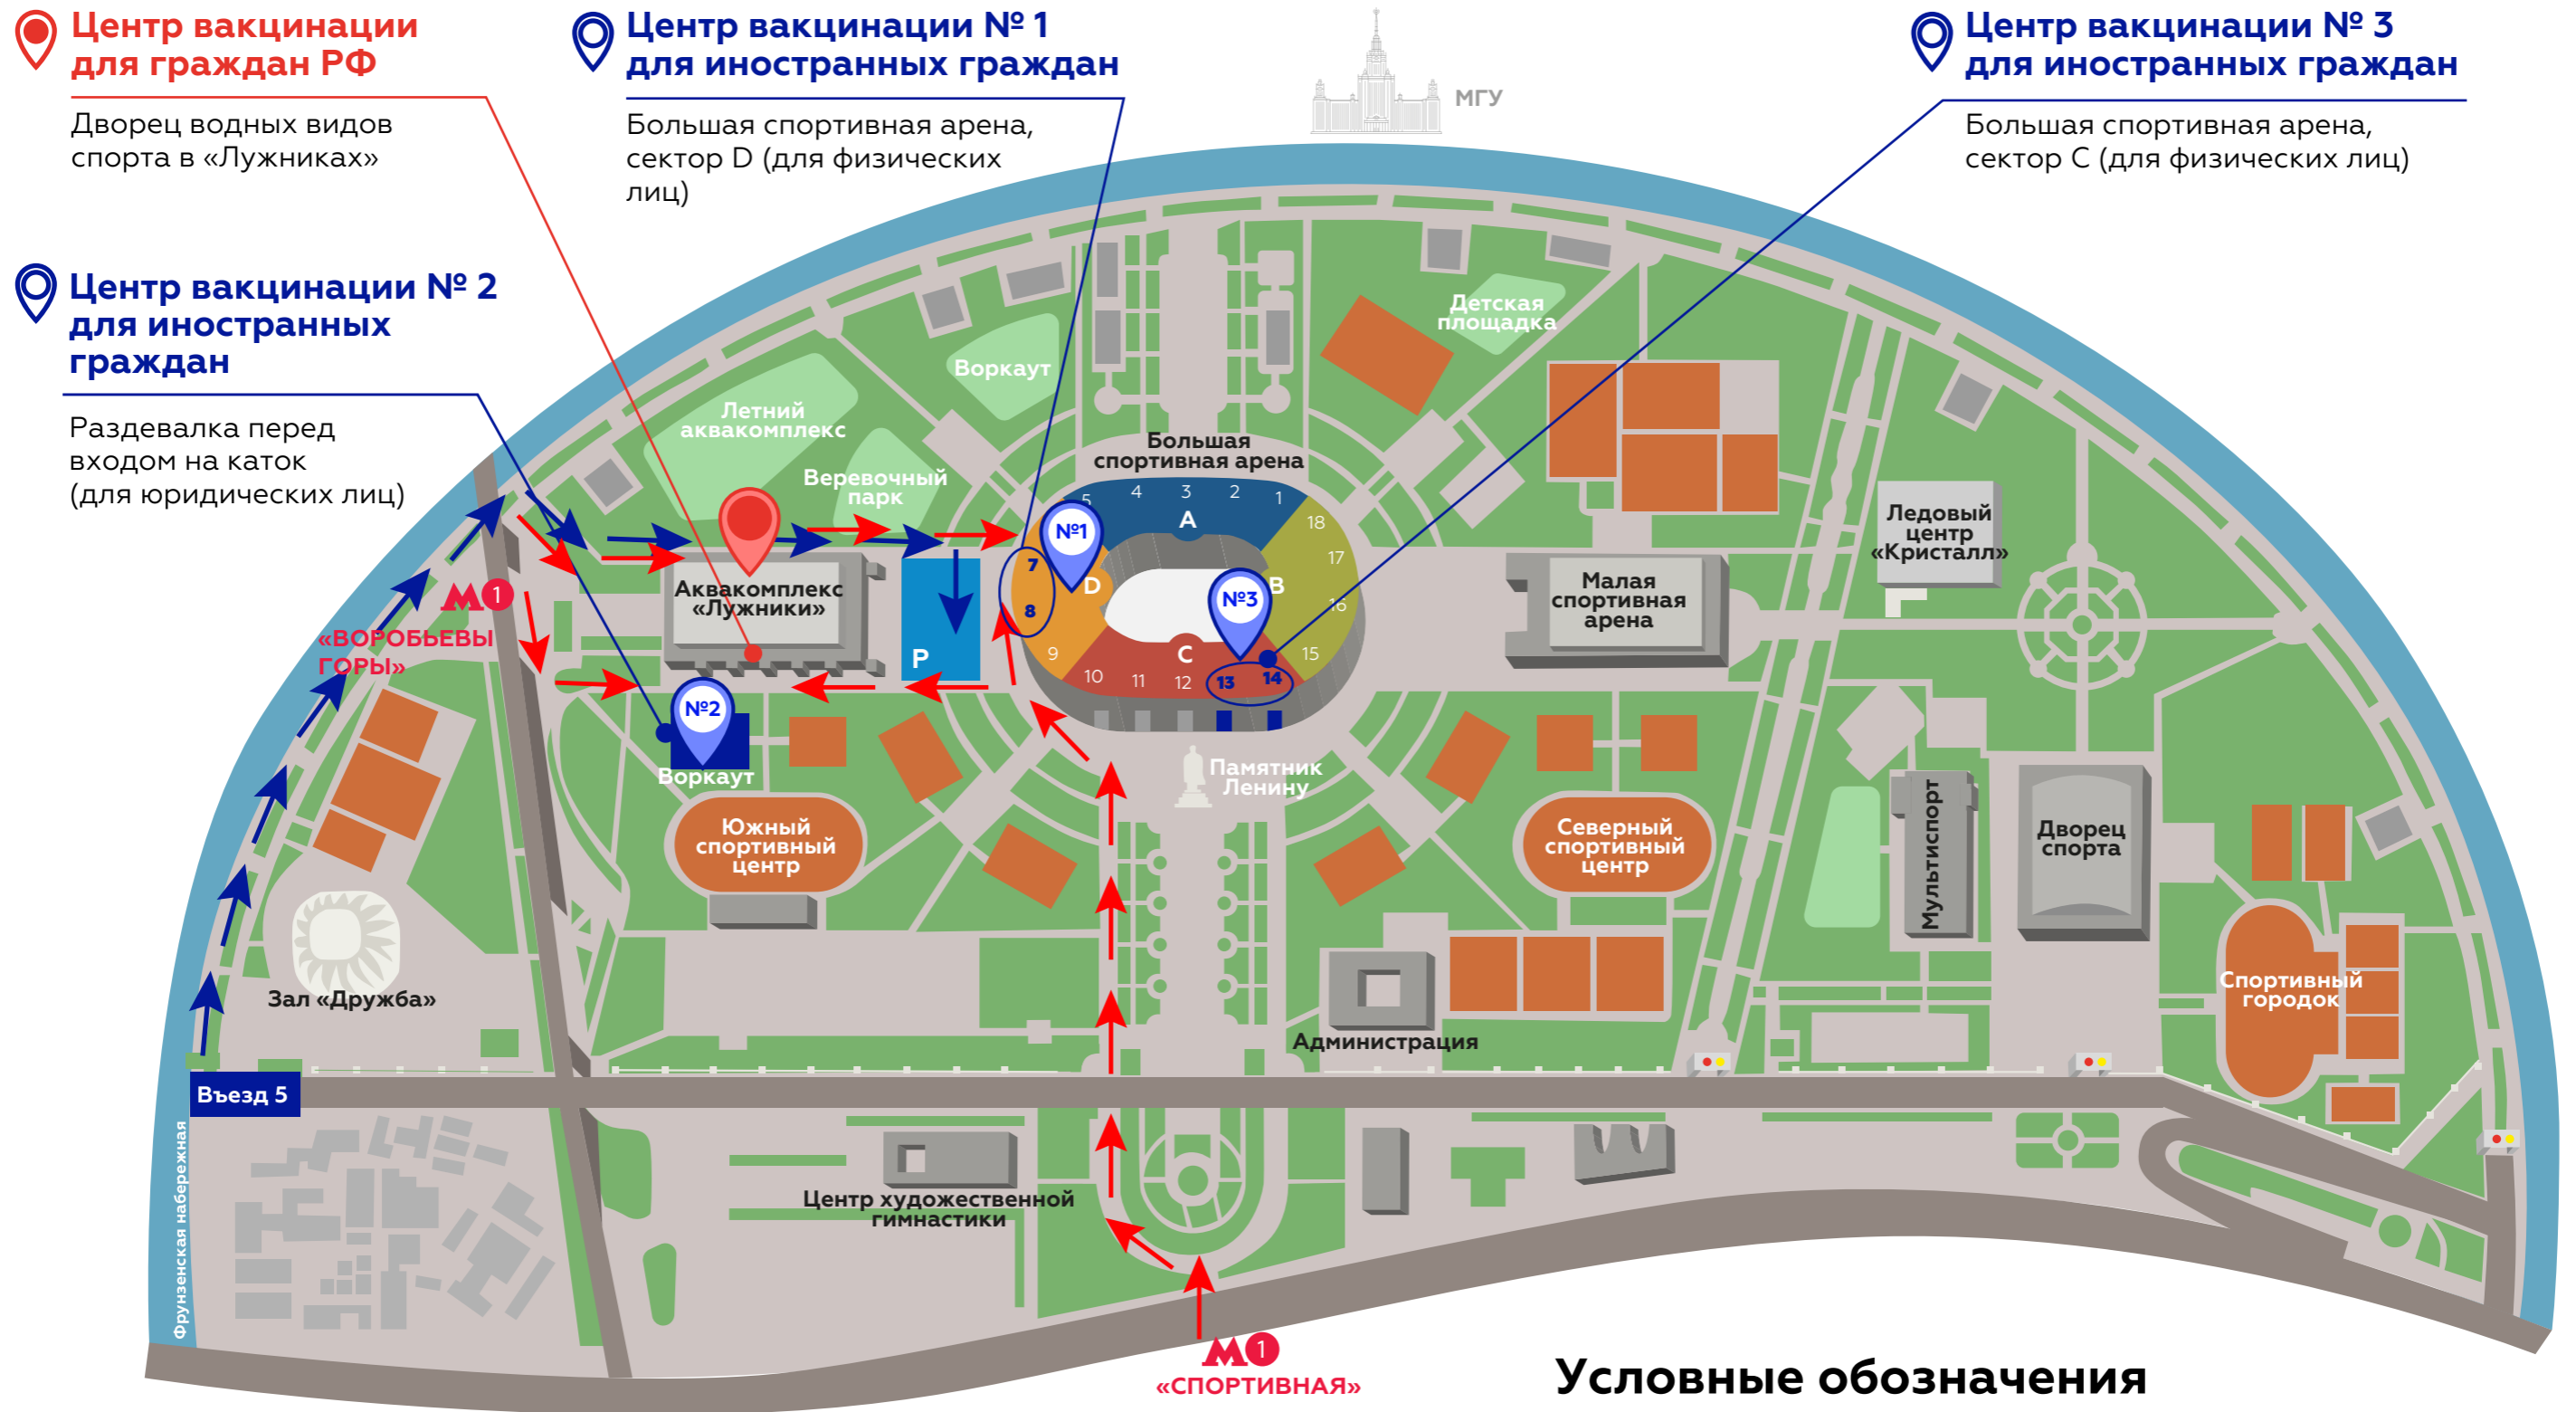 Центр вакцинации
для граждан РФ
Дворец водных видов
спорта в «Лужниках»
Центр вакцинации № 1
для иностранных граждан
Большая спортивная арена,
сектор D (для физических
лиц)
МГУ
Центр вакцинации № 3
для иностранных граждан
Большая спортивная арена,
сектор С (для физических лиц)
Центр вакцинации № 2
для иностранных
граждан
Раздевалка перед
входом на каток
(для юридических лиц)
Детская
площадка
Воркаут
Летний
аквакомплекс
Веревочный
парк
Большая
спортивная арена
5
4
3
2
1
A
18
17
16
15
B
№1
7
8
9
D
№3
C
10
11
12
13
14
Ледовый
центр
«Кристалл»
Аквакомплекс
«Лужники»
P
Малая
спортивная
арена
М 1
«ВОРОБЬЕВЫ
ГОРЫ»
№2
Воркаут
Памятник
Ленину
Южный
спортивный
центр
Северный
спортивный
центр
Мультиспорт
Дворец
спорта
Зал «Дружба»
Спортивный
городок
Администрация
Въезд 5
Фрунзенская набережная
Центр художественной
гимнастики
М 1
«СПОРТИВНАЯ»
Условные обозначения